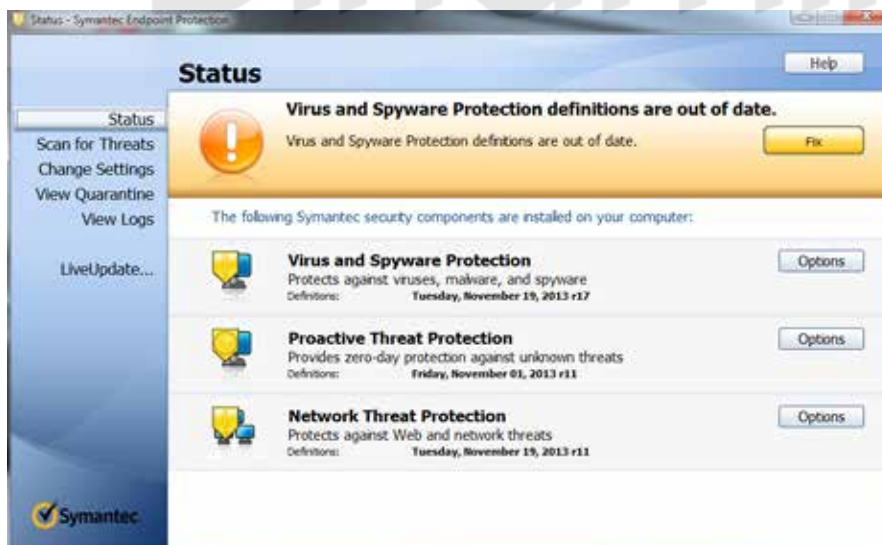 Status - Symantec Endpoint Protection
Status
Help
Status
Scan for Threats
Change Settings
View Quarantine
View Logs
LiveUpdate...
Virus and Spyware Protection definitions are out of date.
Virus and Spyware Protection definitions are out of date.
Fix
The following Symantec security components are installed on your computer:
Virus and Spyware Protection
Protects against viruses, malware, and spyware
Definitions: Tuesday, November 19, 2013 r17
Options
Proactive Threat Protection
Provides zero-day protection against unknown threats
Definitions: Friday, November 01, 2013 r11
Options
Network Threat Protection
Protects against Web and network threats
Definitions: Tuesday, November 19, 2013 r11
Options
Symantec